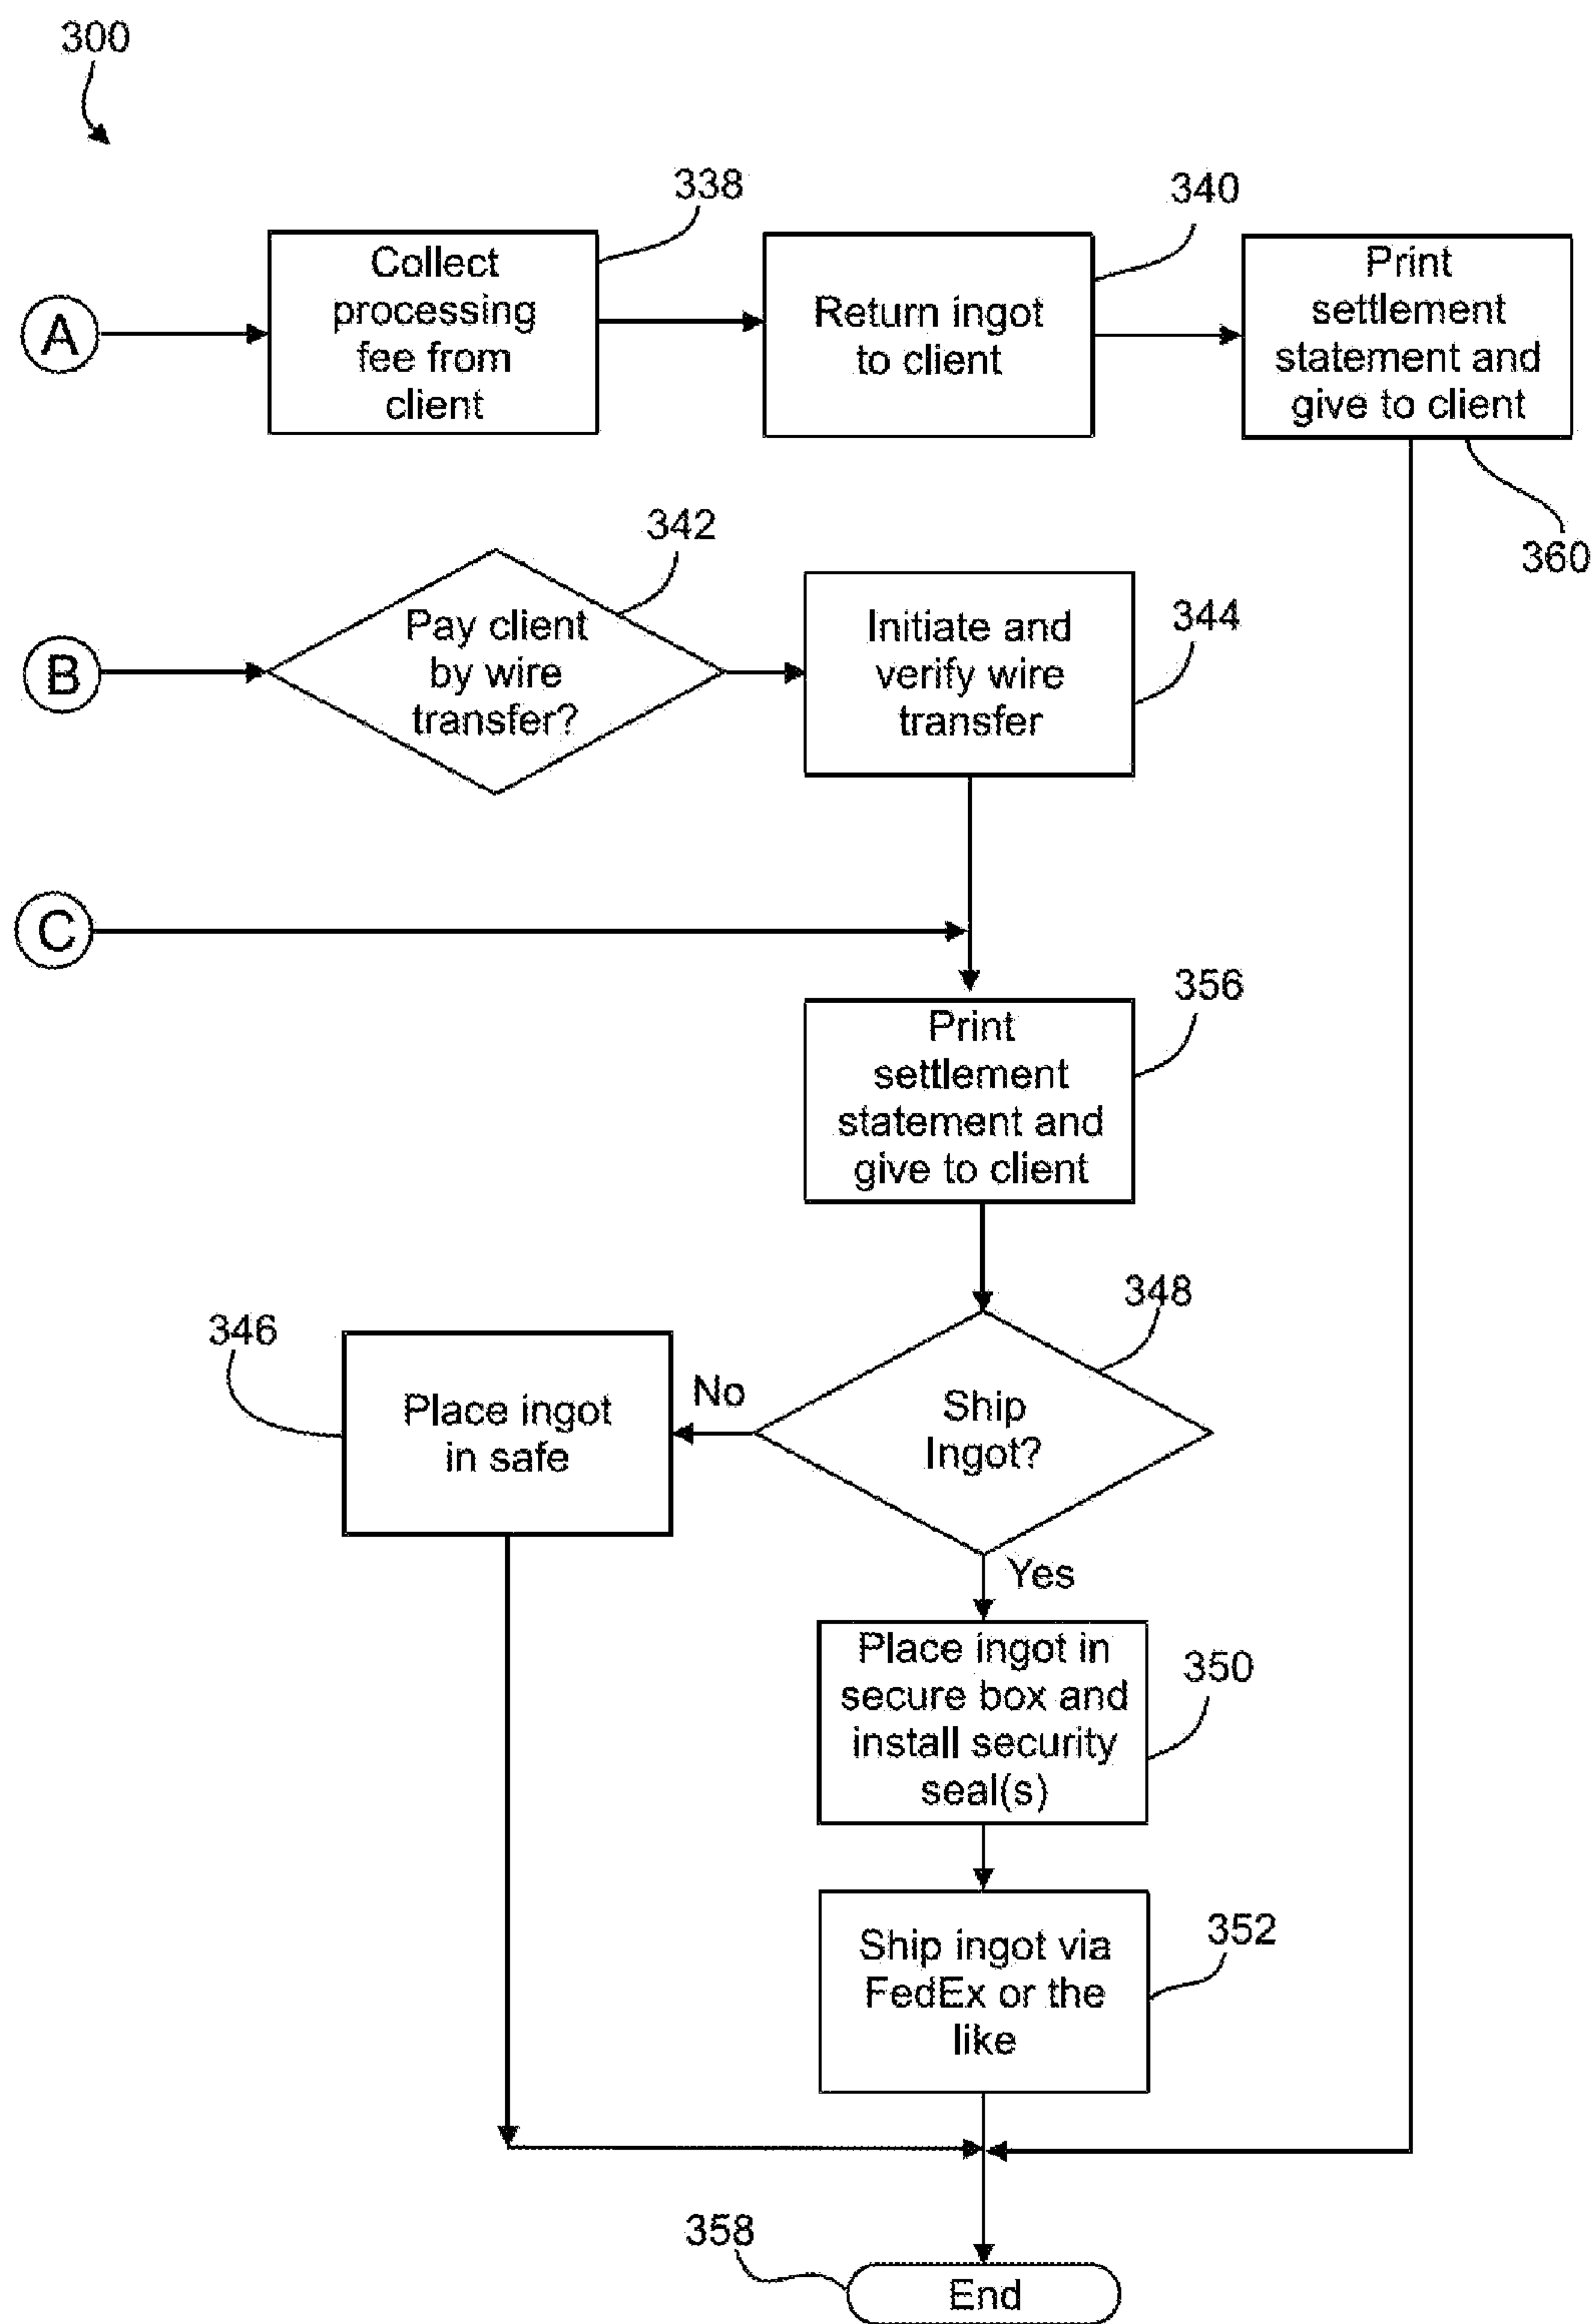 300
338
340
A
Collect
processing
fee from
client
Return ingot
to client
Print
settlement
statement and
give to client
360
342
B
Pay client
by wire
transfer?
Initiate and
verify wire
transfer
344
C
356
Print
settlement
statement and
give to client
348
346
Place ingot
in safe
No
Ship
Ingot?
Yes
Place ingot in
secure box and
install security
seal(s)
350
Ship ingot via
FedEx or the
like
352
358
End